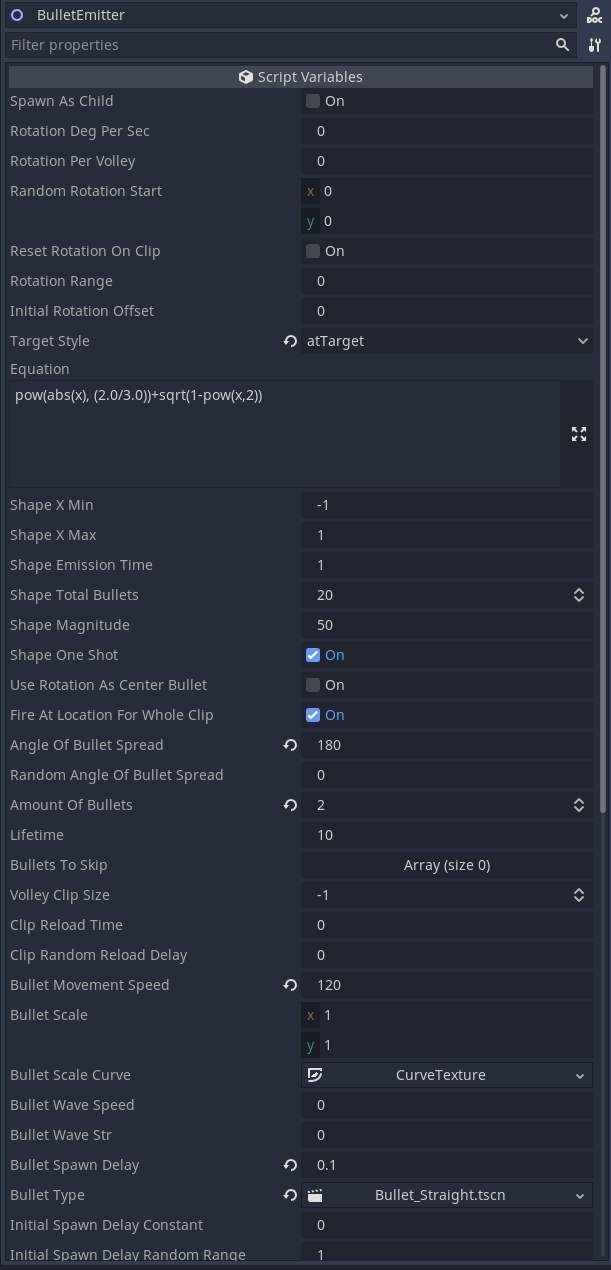 BulletEmitter
DOC
Filter properties
Script Variables
Spawn As Child On
Rotation Deg Per Sec 0
Rotation Per Volley 0
Random Rotation Start x 0
y 0
Reset Rotation On Clip On
Rotation Range 0
Initial Rotation Offset 0
Target Style atTarget
Equation
pow(abs(x), (2.0/3.0))+sqrt(1-pow(x,2))
Shape X Min -1
Shape X Max 1
Shape Emission Time 1
Shape Total Bullets 20
Shape Magnitude 50
Shape One Shot On
Use Rotation As Center Bullet On
Fire At Location For Whole Clip On
Angle Of Bullet Spread 180
Random Angle Of Bullet Spread 0
Amount Of Bullets 2
Lifetime 10
Bullets To Skip Array (size 0)
Volley Clip Size -1
Clip Reload Time 0
Clip Random Reload Delay 0
Bullet Movement Speed 120
Bullet Scale x 1
y 1
Bullet Scale Curve CurveTexture
Bullet Wave Speed 0
Bullet Wave Str 0
Bullet Spawn Delay 0.1
Bullet Type Bullet_Straight.tscn
Initial Spawn Delay Constant 0
Initial Spawn Delay Random Range 1